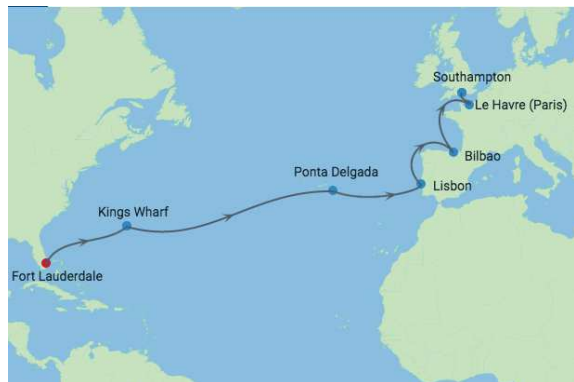 Southampton
Le Havre (Paris)
Bilbao
Ponta Delgada
Lisbon
Kings Wharf
Fort Lauderdale